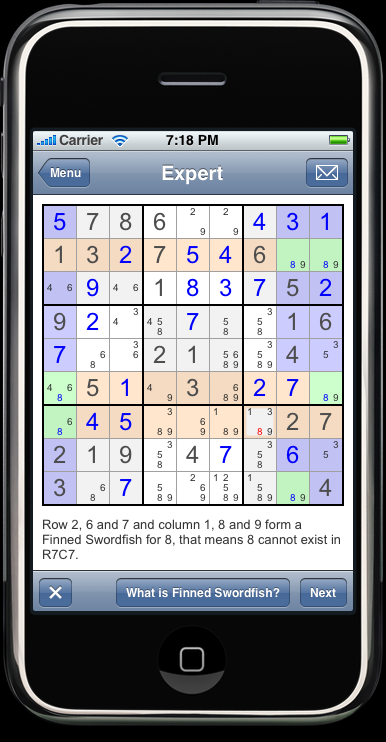 Carrier 7:18 PM
Menu Expert
5 7 8 6 2 9 2 9 4 3 1
1 3 2 7 5 4 6 8 9 8 9
4 6 9 4 6 1 8 3 7 5 2
9 2 3 4 4 5 8 7 5 8 3 5 8 1 6
7 6 8 3 6 2 1 5 6 8 9 3 5 8 9 4 3 5
4 6 8 5 1 4 9 3 6 8 9 2 7 8 9
6 8 4 5 3 8 9 6 9 1 8 9 1 3 8 9 2 7
2 1 9 3 5 8 4 7 3 5 8 6 3 5
3 6 8 7 5 8 9 2 6 9 1 2 5 8 9 1 5 8 9 8 9 4
Row 2, 6 and 7 and column 1, 8 and 9 form a
Finned Swordfish for 8, that means 8 cannot exist in
R7C7.
What is Finned Swordfish? Next